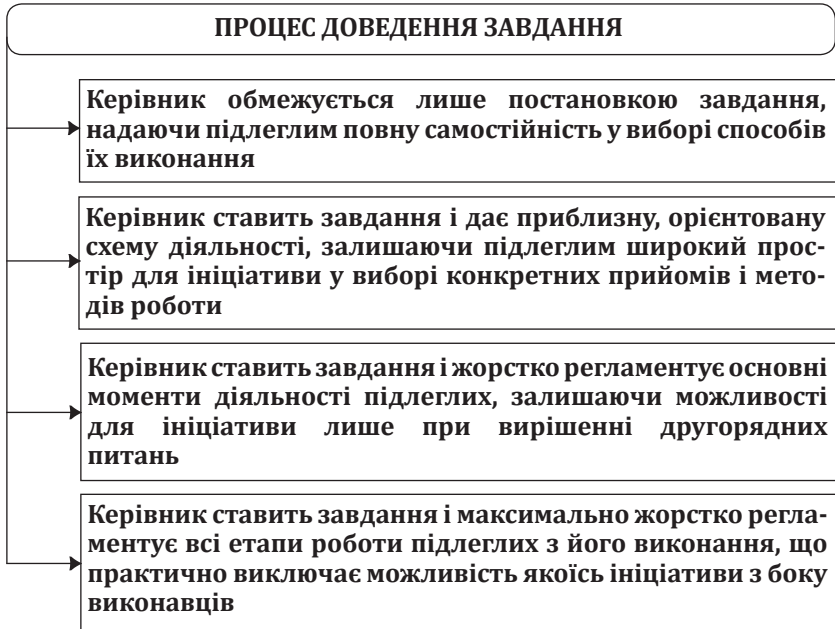 ПРОЦЕС ДОВЕДЕННЯ ЗАВДАННЯ
Керівник обмежується лише постановкою завдання,
надаючи підлеглим повну самостійність у виборі способів
їх виконання
Керівник ставить завдання і дає приблизну, орієнтовану
схему діяльності, залишаючи підлеглим широкий прос-
тір для ініціативи у виборі конкретних прийомів і мето-
дів роботи
Керівник ставить завдання і жорстко регламентує основні
моменти діяльності підлеглих, залишаючи можливості
для ініціативи лише при вирішенні другорядних
питань
Керівник ставить завдання і максимально жорстко регла-
ментує всі етапи роботи підлеглих з його виконання, що
практично виключає можливість якоїсь ініціативи з боку
виконавців